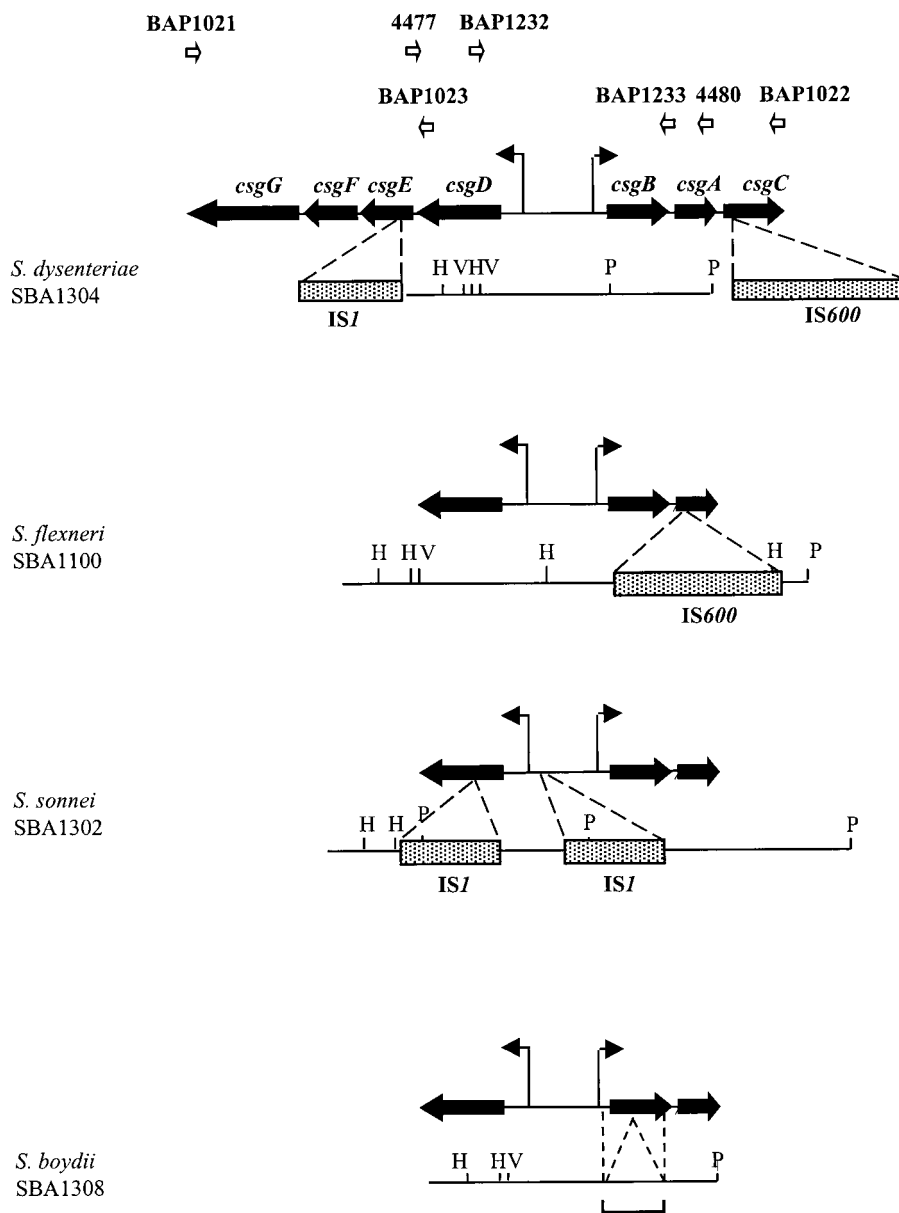 BAP1021 4477 BAP1232
BAP1023 BAP1233 4480 BAP1022
csgG csgF csgE csgD csgB csgA csgC
S. dysenteriae
SBA1304
H VHV P P
IS1 IS600
S. flexneri
SBA1100
H H V H H P
IS600
S. sonnei
SBA1302
H H P P P
IS1 IS1
S. boydii
SBA1308
H H V P